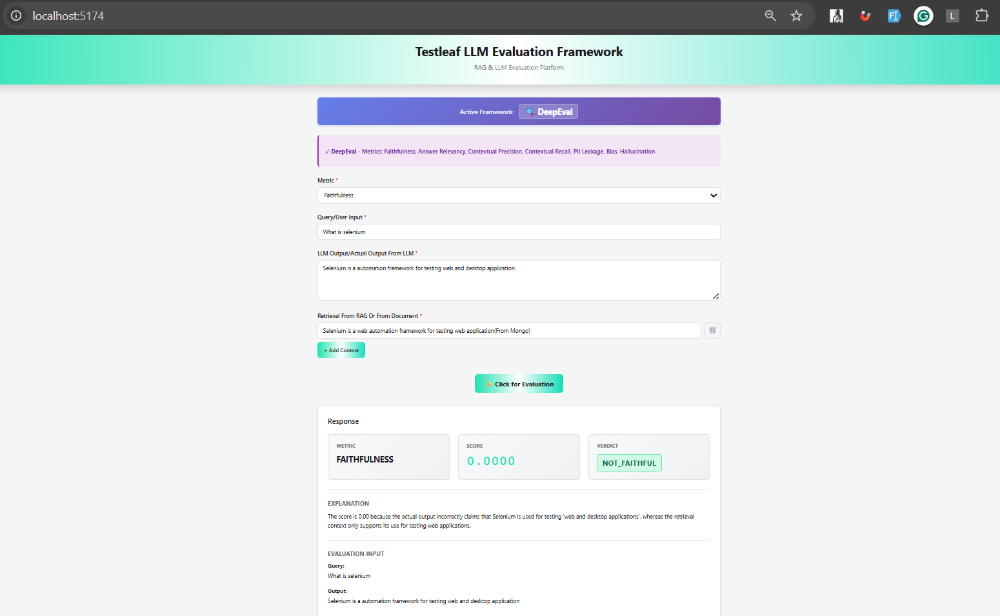 localhost:5174
L
Testleaf LLM Evaluation Framework
RAG & LLM Evaluation Platform
Active Framework: 🔍 DeepEval
✓ DeepEval - Metrics: Faithfulness, Answer Relevancy, Contextual Precision, Contextual Recall, PII Leakage, Bias, Hallucination
Metric *
Faithfulness
Query/User Input *
What is selenium
LLM Output/Actual Output From LLM *
Selenium is a automation framework for testing web and desktop application
Retrieval From RAG Or From Document *
Selenium is a web automation framework for testing web application(From Mongo)
+ Add Context
✨ Click for Evaluation
Response
METRIC
FAITHFULNESS
SCORE
0.0000
VERDICT
NOT_FAITHFUL
EXPLANATION
The score is 0.00 because the actual output incorrectly claims that Selenium is used for testing 'web and desktop applications', whereas the retrieval
context only supports its use for testing web applications.
EVALUATION INPUT
Query:
What is selenium
Output:
Selenium is a automation framework for testing web and desktop application